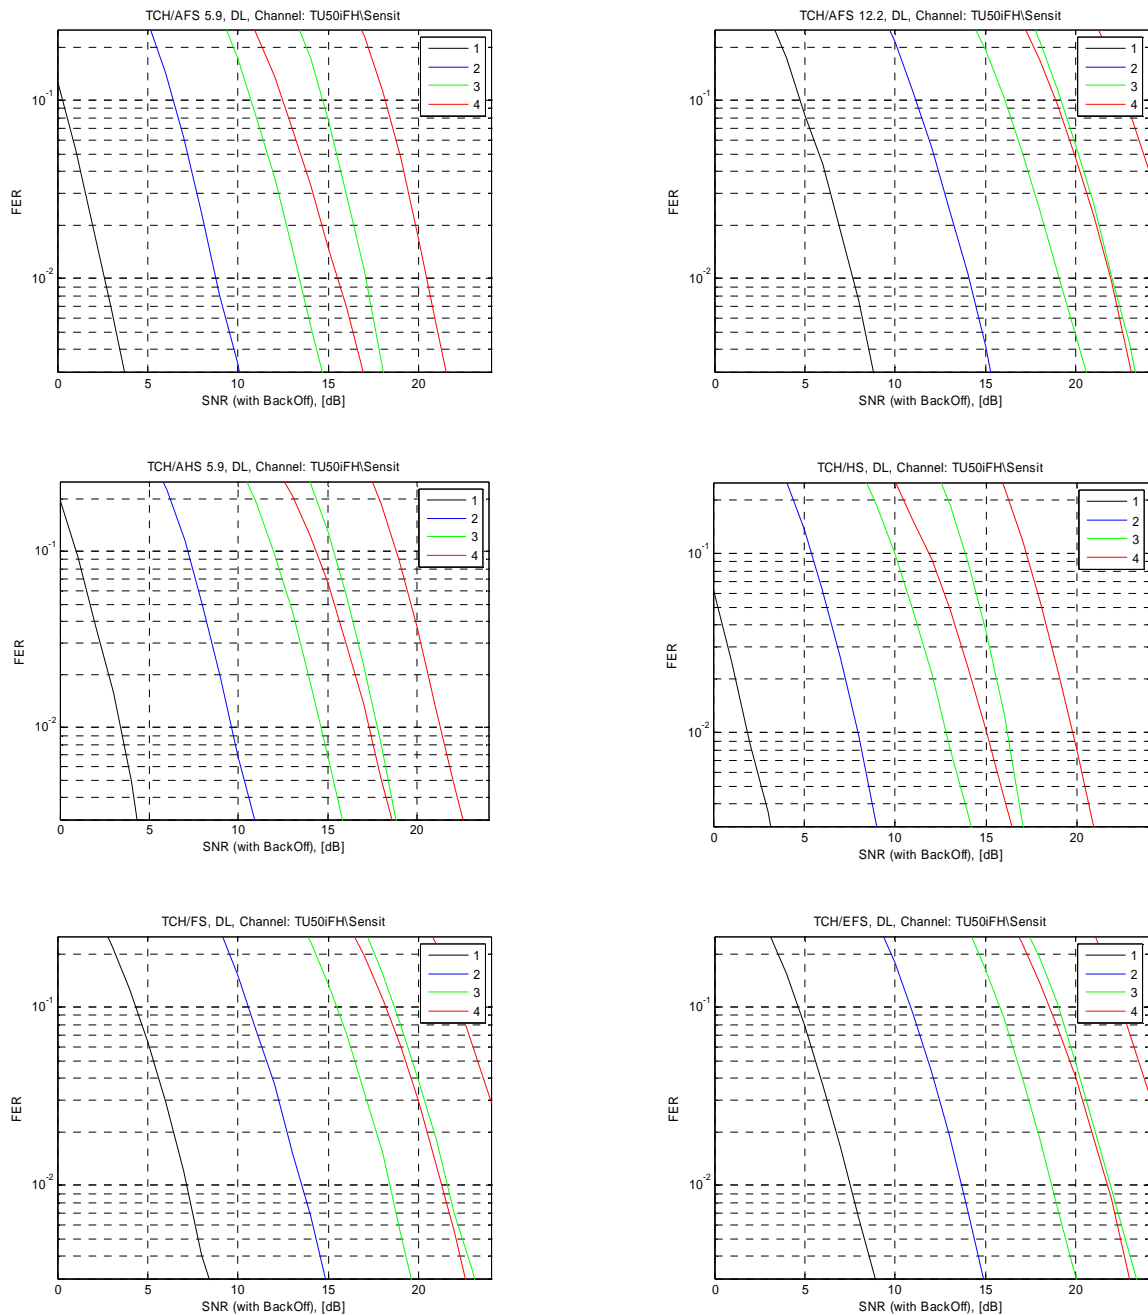 TCH/AFS 5.9, DL, Channel: TU50iFH\Sensit
FER
10-1
10-2
0 5 10 15 20
SNR (with BackOff), [dB]
1
2
3
4
TCH/AFS 12.2, DL, Channel: TU50iFH\Sensit
FER
10-1
10-2
0 5 10 15 20
SNR (with BackOff), [dB]
1
2
3
4
TCH/AHS 5.9, DL, Channel: TU50iFH\Sensit
FER
10-1
10-2
0 5 10 15 20
SNR (with BackOff), [dB]
1
2
3
4
TCH/HS, DL, Channel: TU50iFH\Sensit
FER
10-1
10-2
0 5 10 15 20
SNR (with BackOff), [dB]
1
2
3
4
TCH/FS, DL, Channel: TU50iFH\Sensit
FER
10-1
10-2
0 5 10 15 20
SNR (with BackOff), [dB]
1
2
3
4
TCH/EFS, DL, Channel: TU50iFH\Sensit
FER
10-1
10-2
0 5 10 15 20
SNR (with BackOff), [dB]
1
2
3
4